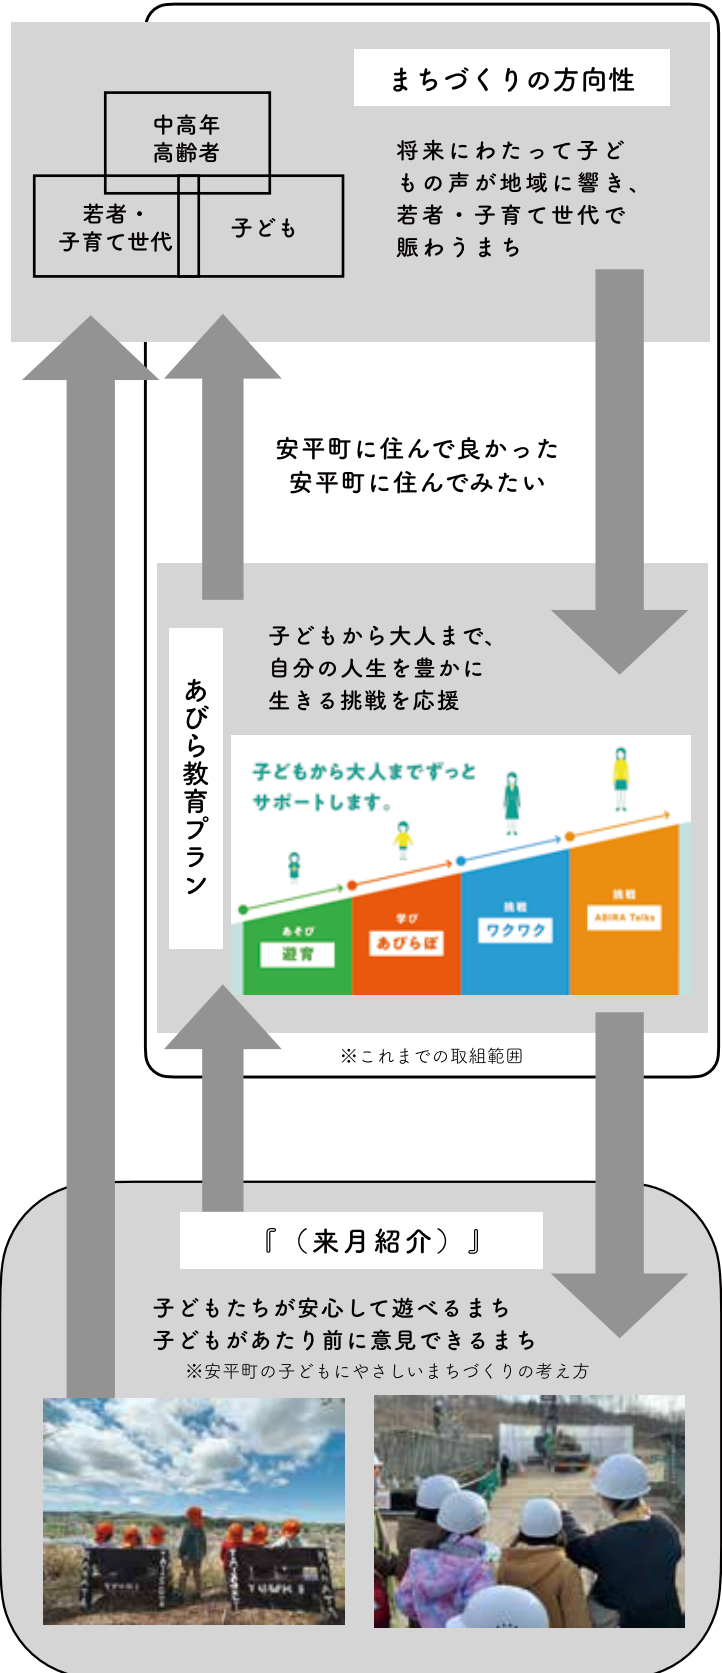 まちづくりの方向性
中高年
高齢者
若者・
子育て世代
子ども
将来にわたって子ど
もの声が地域に響き、
若者・子育て世代で
賑わうまち
安平町に住んで良かった
安平町に住んでみたい
あびら教育プラン
子どもから大人まで、
自分の人生を豊かに
生きる挑戦を応援
子どもから大人までずっと
サポートします。
あそび
遊育
学び
あびらぼ
挑戦
ワクワク
挑戦
ABIRA Talks
※これまでの取組範囲
『（来月紹介）』
子どもたちが安心して遊べるまち
子どもがあたり前に意見できるまち
※安平町の子どもにやさしいまちづくりの考え方